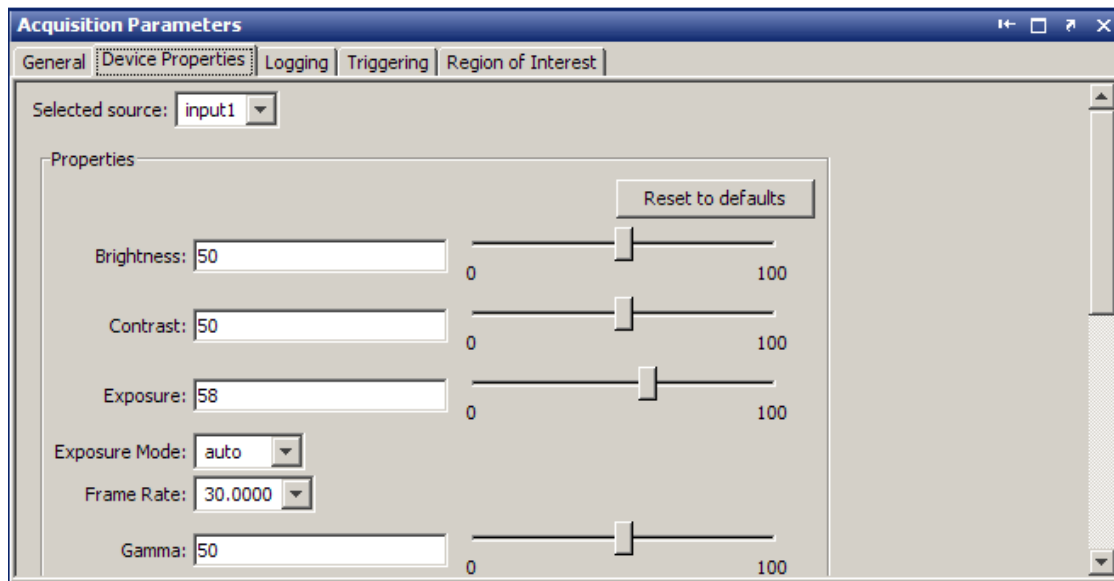 Acquisition Parameters
General Device Properties Logging Triggering Region of Interest
Selected source: input1
Properties
Reset to defaults
Brightness: 50
0 100
Contrast: 50
0 100
Exposure: 58
0 100
Exposure Mode: auto
Frame Rate: 30.0000
Gamma: 50
0 100